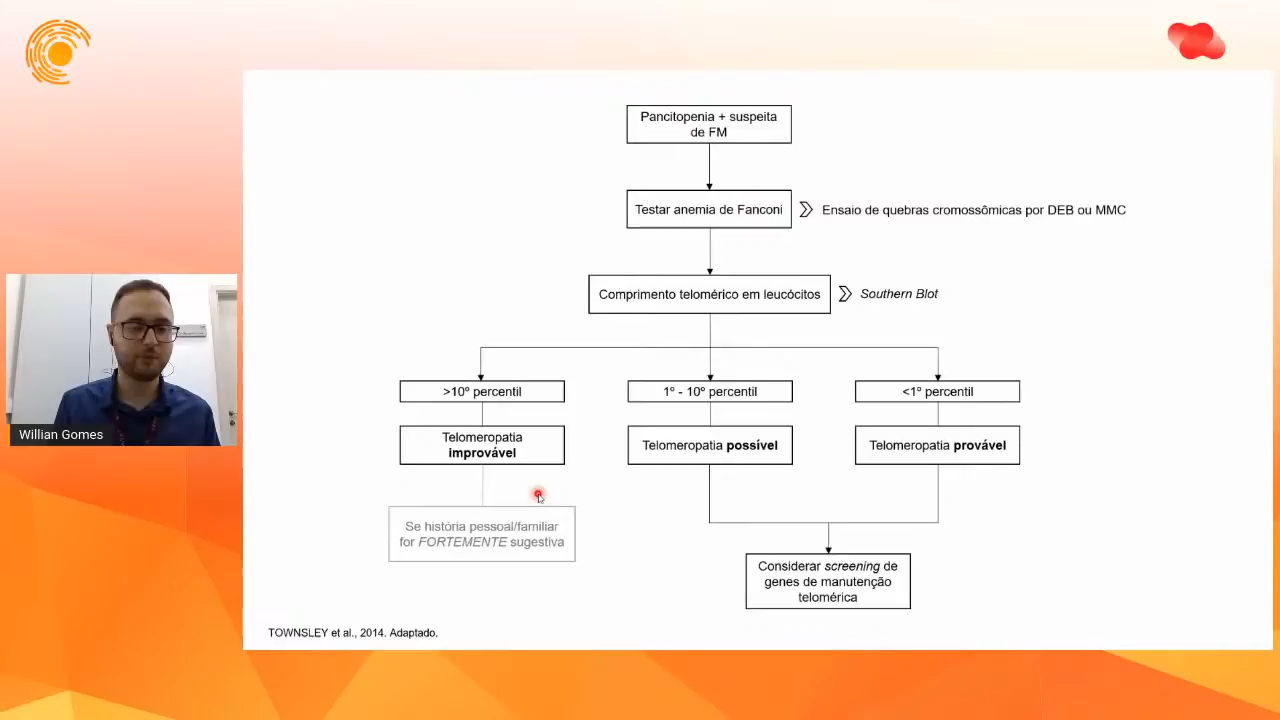 Pancitopenia + suspeita
de FM
Testar anemia de Fanconi
Ensaio de quebras cromossômicas por DEB ou MMC
Comprimento telomérico em leucócitos
Southern Blot
>10º percentil
1º - 10º percentil
<1º percentil
Telomeropatia
improvável
Telomeropatia possível
Telomeropatia provável
Se história pessoal/familiar
for FORTEMENTE sugestiva
Considerar screening de
genes de manutenção
telomérica
TOWNSLEY et al., 2014. Adaptado.
Willian Gomes